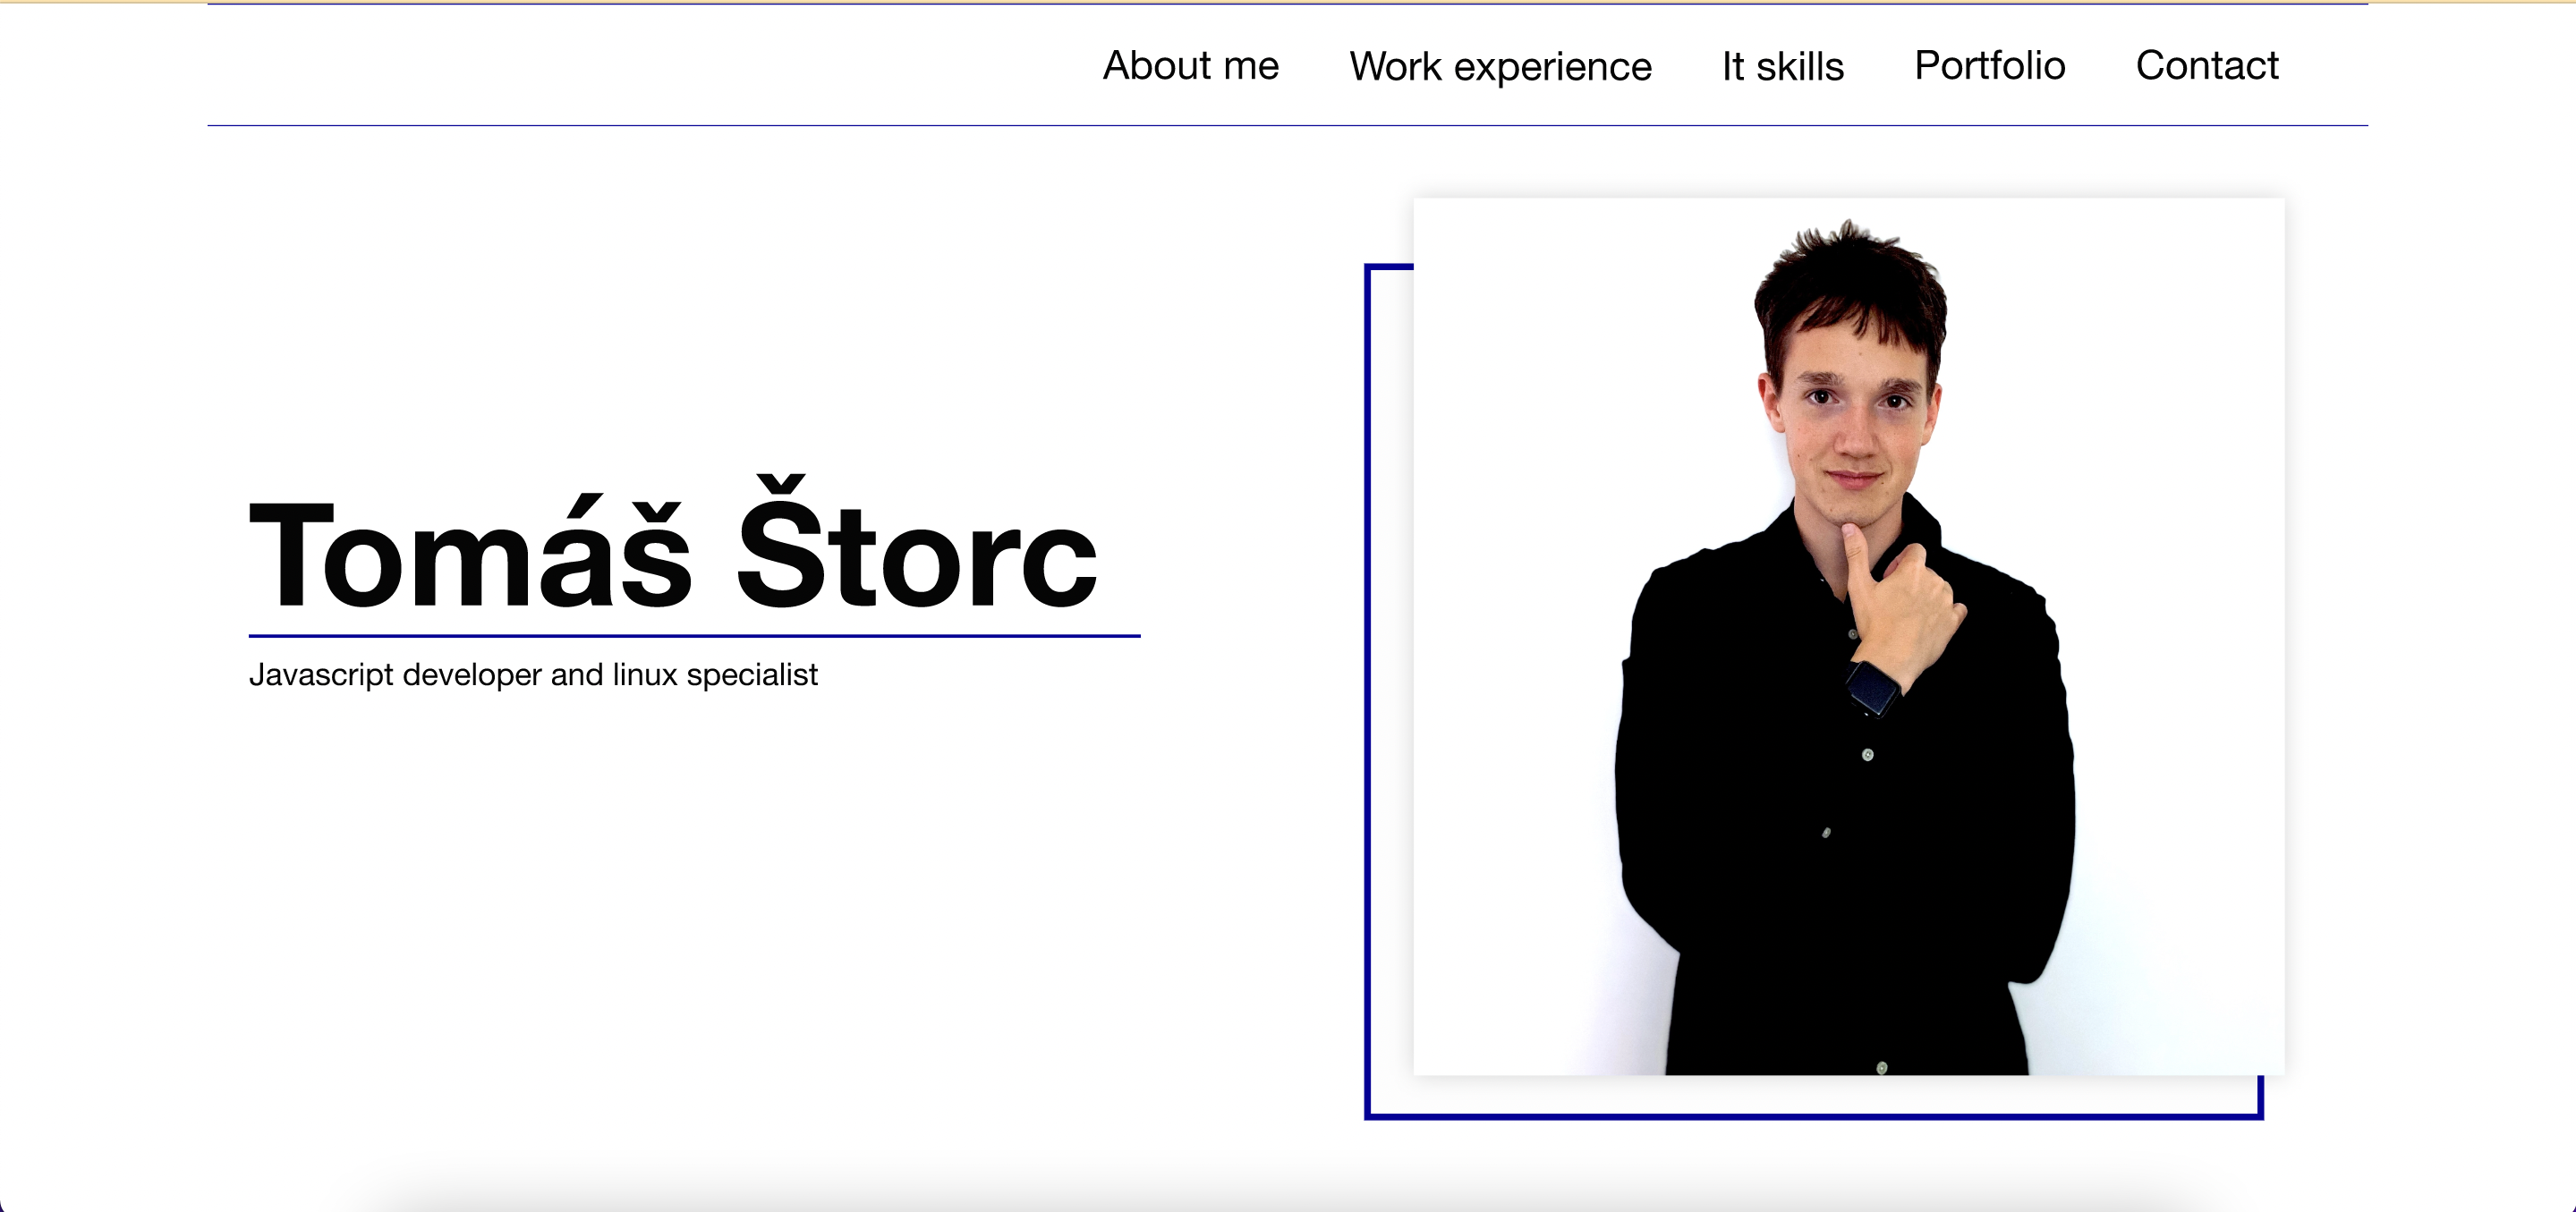 About me Work experience It skills Portfolio Contact
Tomáš Štorc
Javascript developer and linux specialist